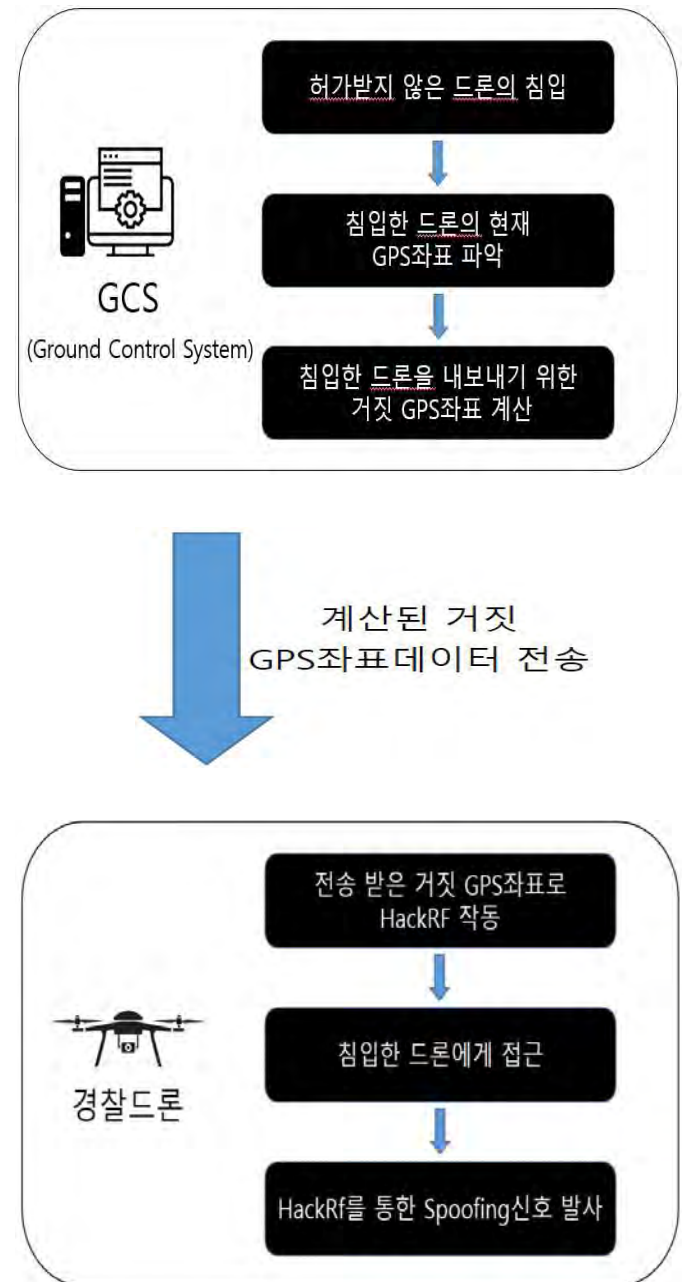 허가받지 않은 드론의 침입
침입한 드론의 현재
GPS좌표 파악
GCS
(Ground Control System)
침입한 드론을 내보내기 위한
거짓 GPS좌표 계산
계산된 거짓
GPS좌표데이터 전송
전송 받은 거짓 GPS좌표로
HackRF 작동
침입한 드론에게 접근
경찰드론
HackRf를 통한 Spoofing신호 발사